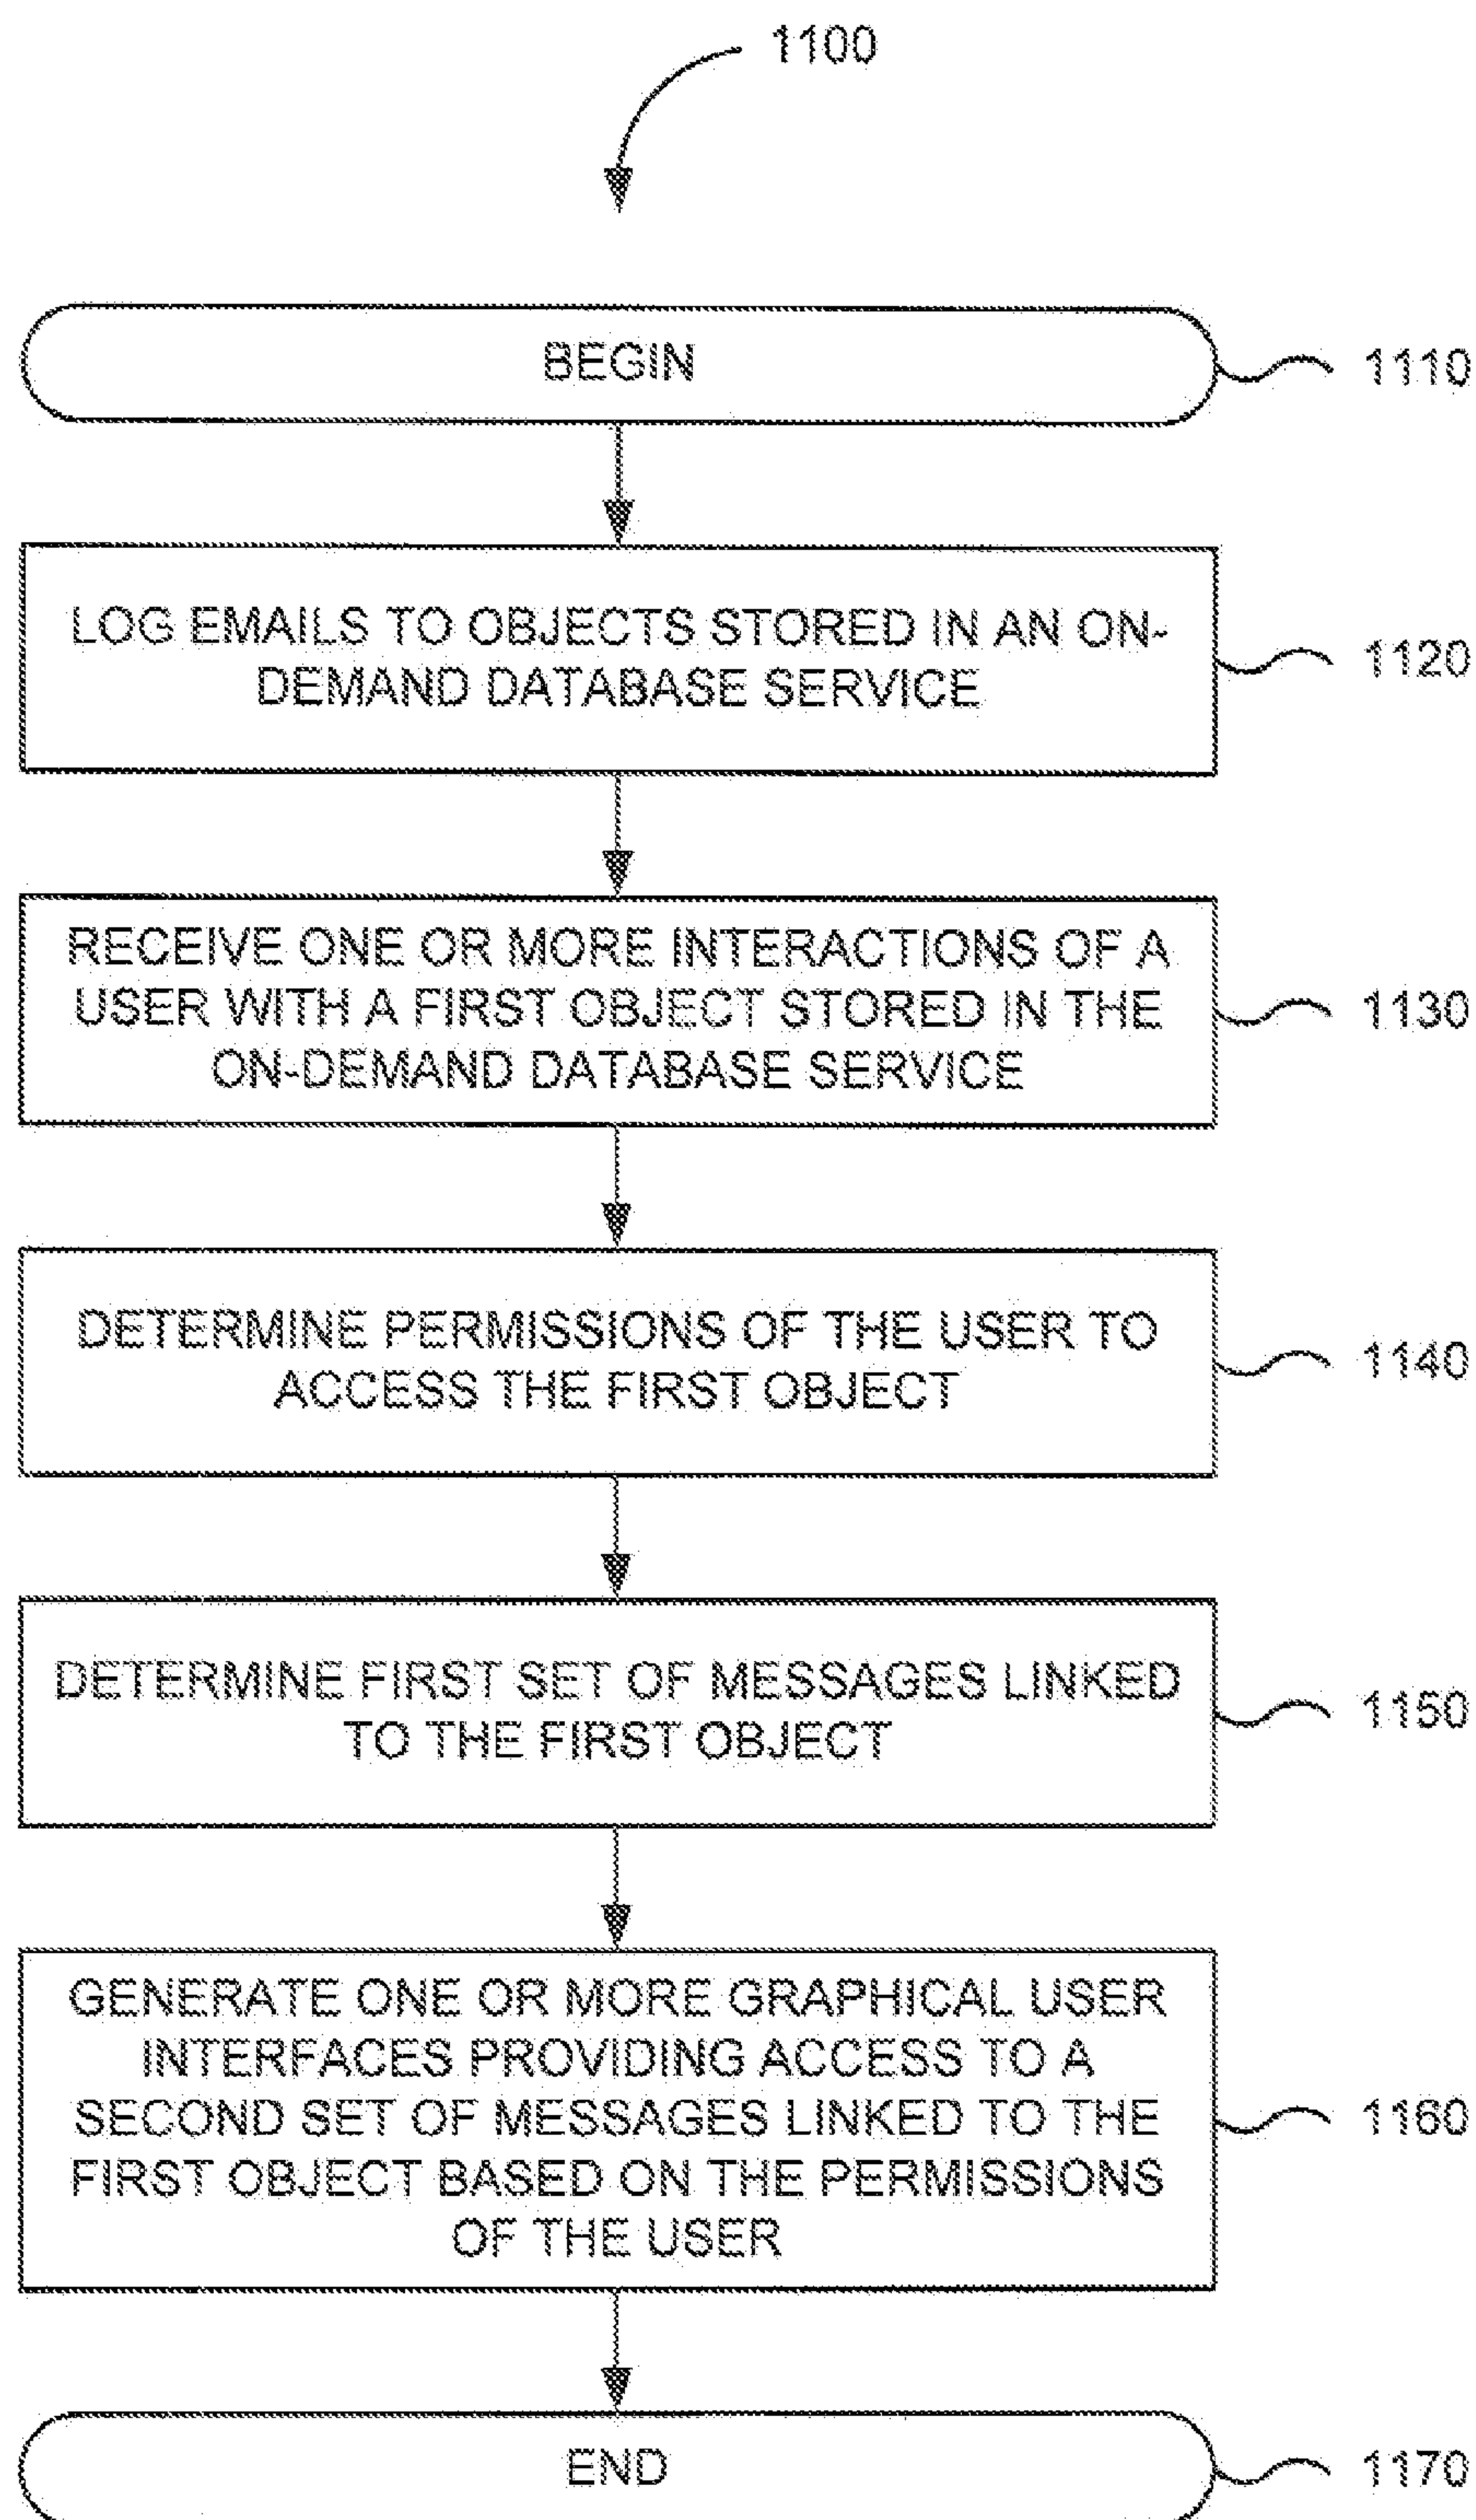 1100
BEGIN
1110
LOG EMAILS TO OBJECTS STORED IN AN ON-
DEMAND DATABASE SERVICE
1120
RECEIVE ONE OR MORE INTERACTIONS OF A
USER WITH A FIRST OBJECT STORED IN THE
ON-DEMAND DATABASE SERVICE
1130
DETERMINE PERMISSIONS OF THE USER TO
ACCESS THE FIRST OBJECT
1140
DETERMINE FIRST SET OF MESSAGES LINKED
TO THE FIRST OBJECT
1150
GENERATE ONE OR MORE GRAPHICAL USER
INTERFACES PROVIDING ACCESS TO A
SECOND SET OF MESSAGES LINKED TO THE
FIRST OBJECT BASED ON THE PERMISSIONS
OF THE USER
1160
END
1170